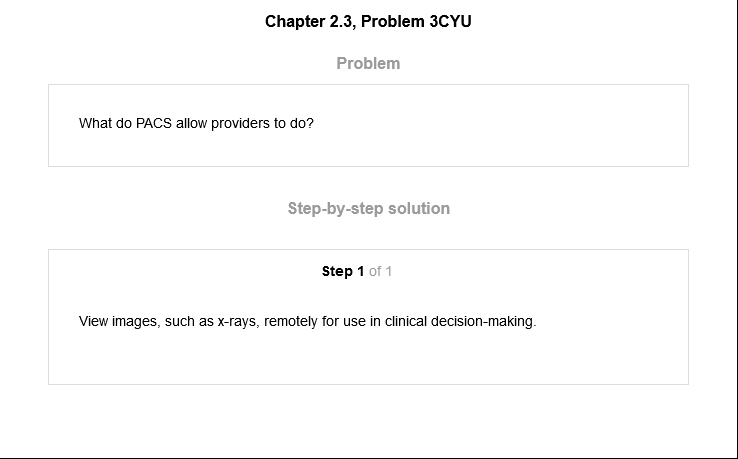 Chapter 2.3, Problem 3CYU
Problem
What do PACS allow providers to do?
Step-by-step solution
Step 1 of 1
View images, such as x-rays, remotely for use in clinical decision-making.